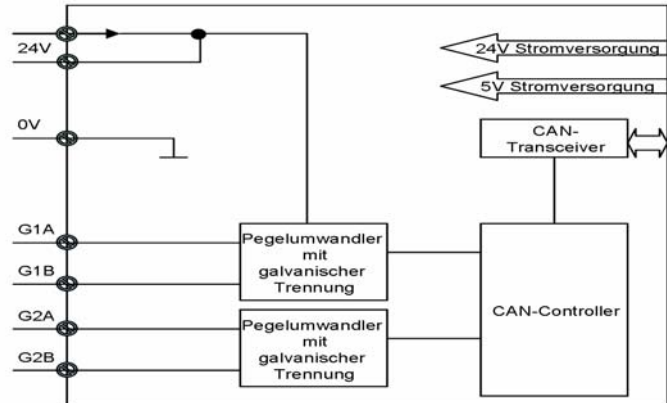 24V
24V Stromversorgung
5V Stromversorgung
0V
CAN-
Transceiver
G1A
G1B
Pegelumwandler
mit
galvanischer
Trennung
G2A
G2B
Pegelumwandler
mit
galvanischer
Trennung
CAN-Controller